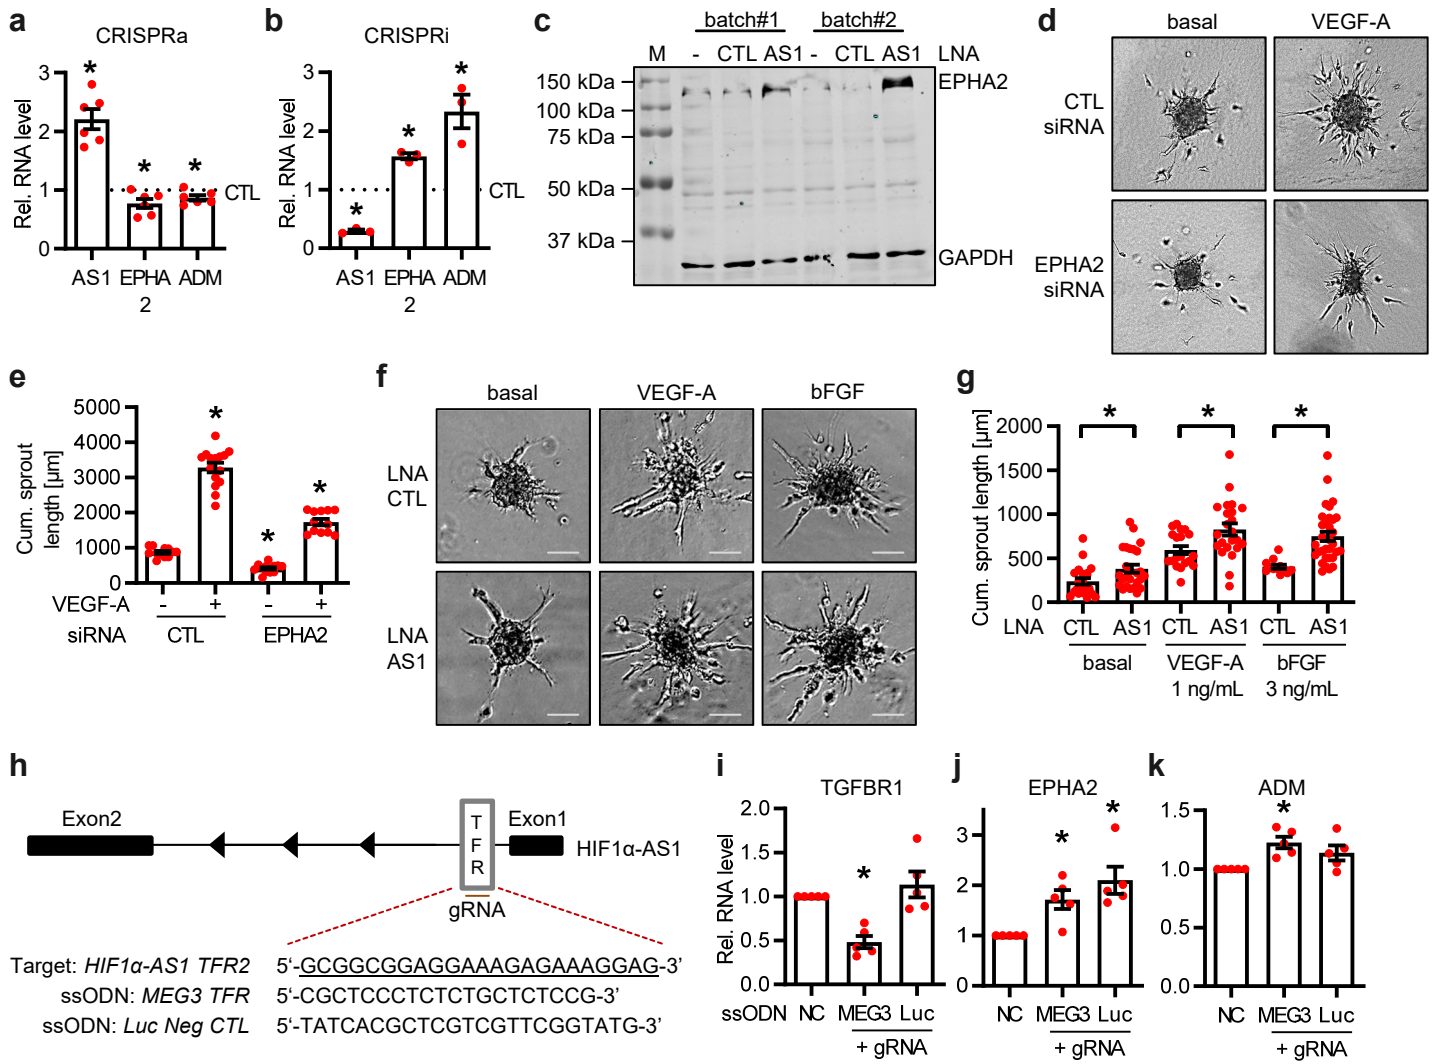 a
CRISPRa
Rel. RNA level
3
2
1
0
*
*
*
CTL
AS1 EPHA2 ADM
b
CRISPRi
Rel. RNA level
3
2
1
0
*
*
*
CTL
AS1 EPHA2 ADM
c
batch#1 batch#2
M - CTL AS1 - CTL AS1 LNA
150 kDa
100 kDa
75 kDa
50 kDa
37 kDa
EPHA2
GAPDH
d
basal VEGF-A
CTL
siRNA
EPHA2
siRNA
e
Cum. sprout
length [µm]
5000
4000
3000
2000
1000
0
*
*
*
VEGF-A - + - +
siRNA CTL EPHA2
f
basal VEGF-A bFGF
LNA
CTL
LNA
AS1
g
Cum. sprout length [µm]
2000
1500
1000
500
0
* * *
LNA CTL AS1 CTL AS1 CTL AS1
basal VEGF-A bFGF
1 ng/mL 3 ng/mL
h
Exon2 TFR Exon1
HIF1α-AS1
gRNA
Target: HIF1α-AS1 TFR2 5‘-GCGGCGGAGGAAAGAGAAAGGAG-3’
ssODN: MEG3 TFR 5‘-CGCTCCCTCTCTGCTCTCCG-3’
ssODN: Luc Neg CTL 5‘-TATCACGCTCGTCGTTCGGTATG-3’
i
TGFBR1
Rel. RNA level
2.0
1.5
1.0
0.5
0.0
*
ssODN NC MEG3 Luc
+ gRNA
j
EPHA2
3
2
1
0
*
*
NC MEG3 Luc
+ gRNA
k
ADM
1.5
1.0
0.5
0.0
*
NC MEG3 Luc
+ gRNA